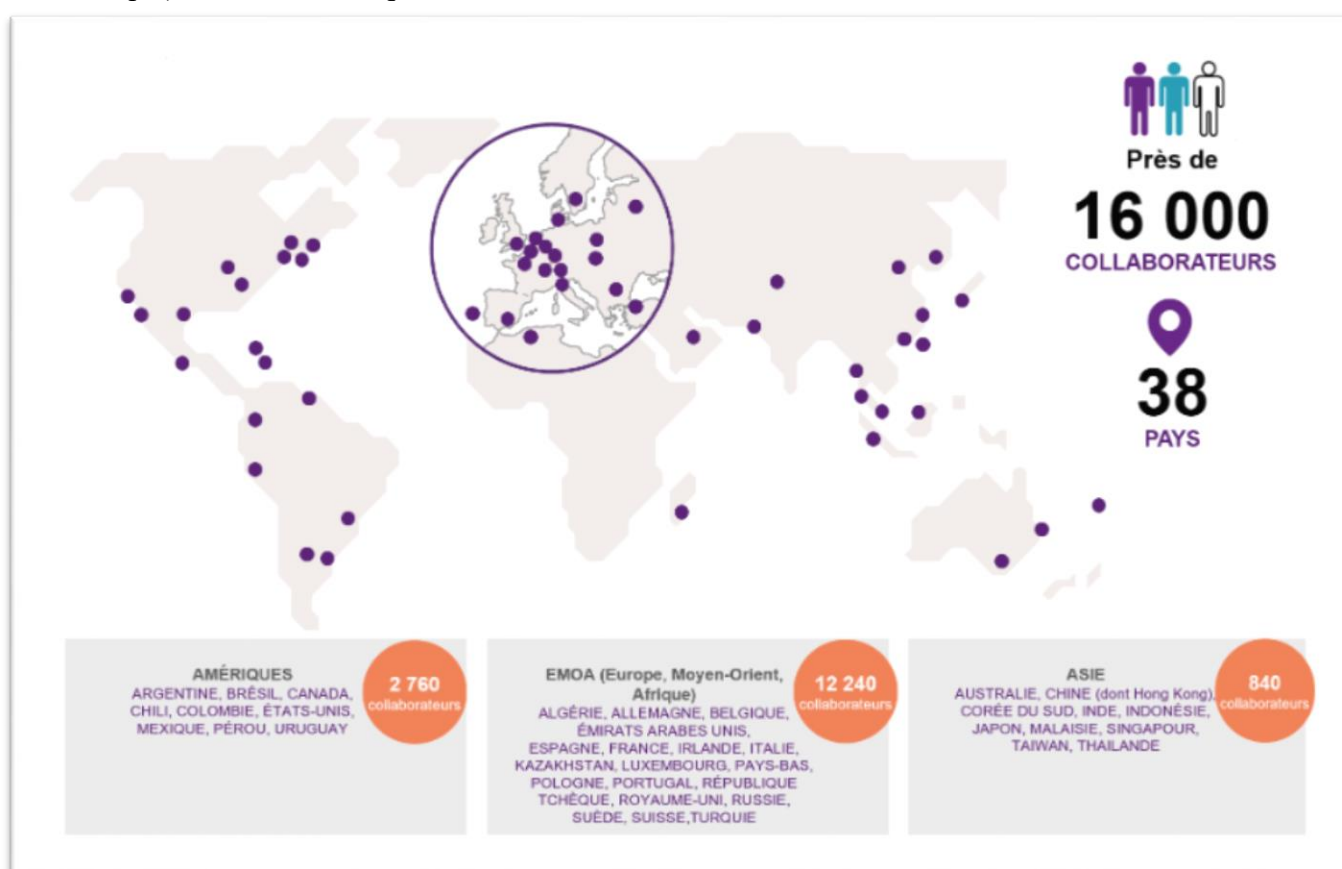 Près de
16 000
COLLABORATEURS
38
PAYS
AMÉRIQUES
ARGENTINE, BRÉSIL, CANADA,
CHILI, COLOMBIE, ÉTATS-UNIS,
MEXIQUE, PÉROU, URUGUAY
2 760
collaborateurs
EMOA (Europe, Moyen-Orient,
Afrique)
ALGÉRIE, ALLEMAGNE, BELGIQUE,
ÉMIRATS ARABES UNIS,
ESPAGNE, FRANCE, IRLANDE, ITALIE,
KAZAKHSTAN, LUXEMBOURG, PAYS-BAS,
POLOGNE, PORTUGAL, RÉPUBLIQUE
TCHÈQUE, ROYAUME-UNI, RUSSIE,
SUÈDE, SUISSE,TURQUIE
12 240
collaborateurs
ASIE
AUSTRALIE, CHINE (dont Hong Kong),
CORÉE DU SUD, INDE, INDONÉSIE,
JAPON, MALAISIE, SINGAPOUR,
TAIWAN, THAILANDE
840
collaborateurs